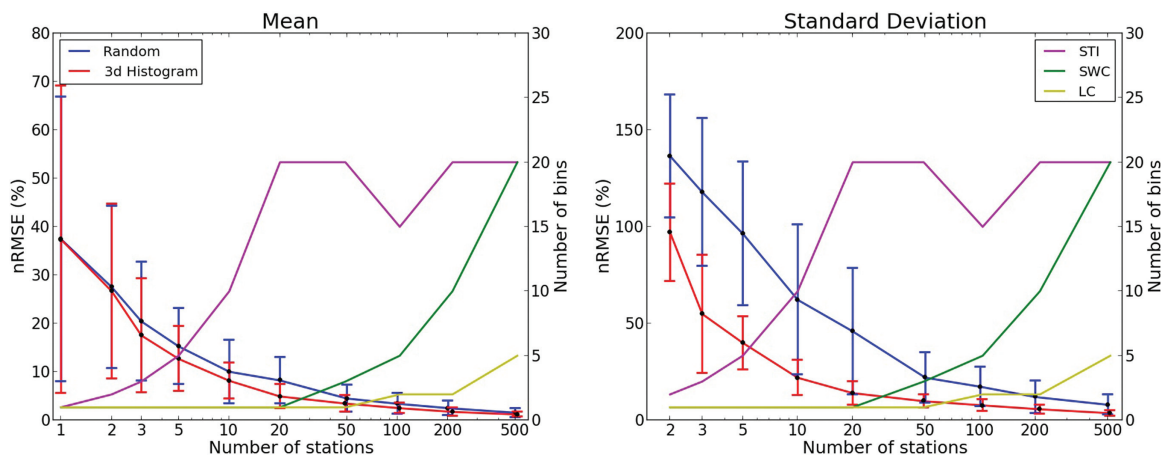 Mean
Random
3d Histogram
nRMSE (%)
80
70
60
50
40
30
20
10
0
30
25
20
15
10
5
0
Number of bins
1 2 3 5 10 20 50 100 200 500
Number of stations
Standard Deviation
STI
SWC
LC
nRMSE (%)
200
150
100
50
0
30
25
20
15
10
5
0
Number of bins
2 3 5 10 20 50 100 200 500
Number of stations